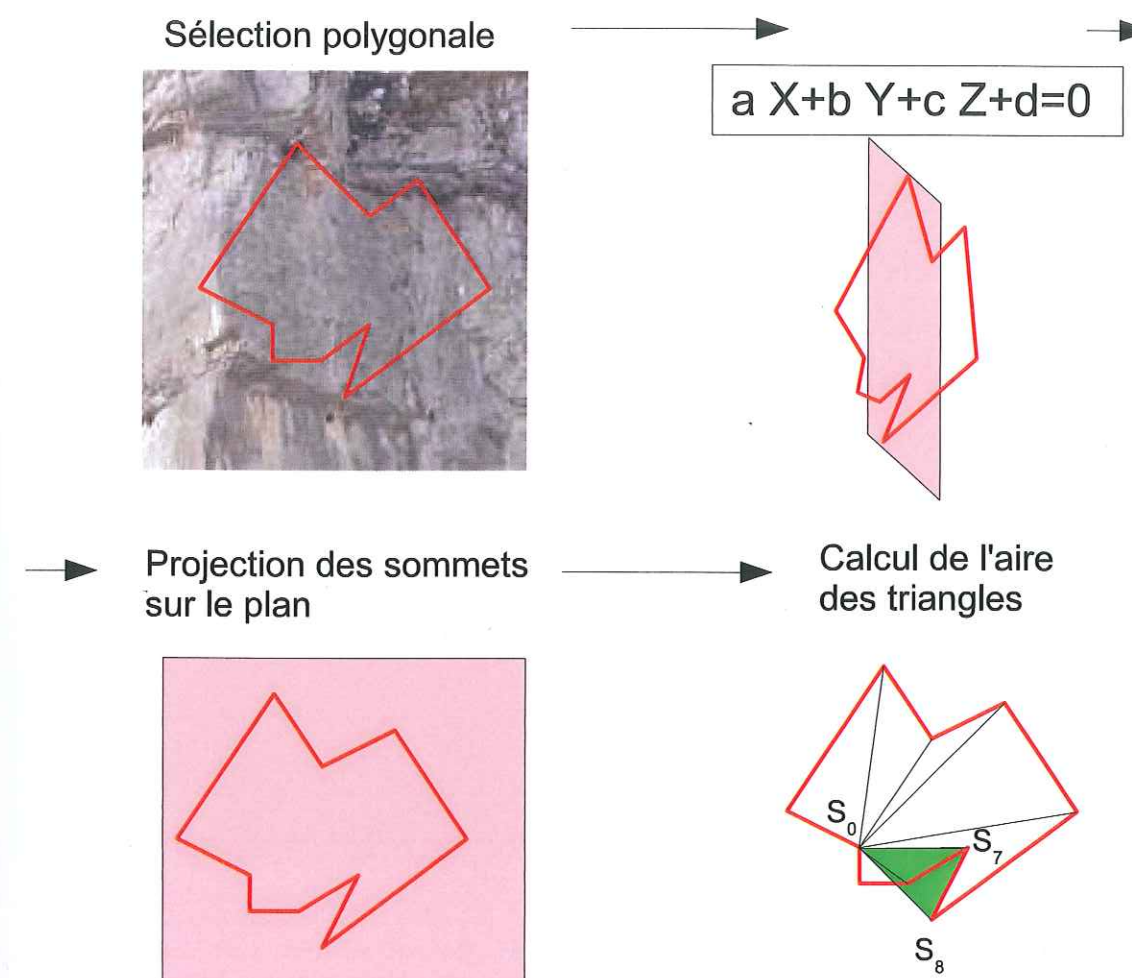 Sélection polygonale
a X+b Y+c Z+d=0
Projection des sommets
sur le plan
Calcul de l'aire
des triangles
S0
S7
S8